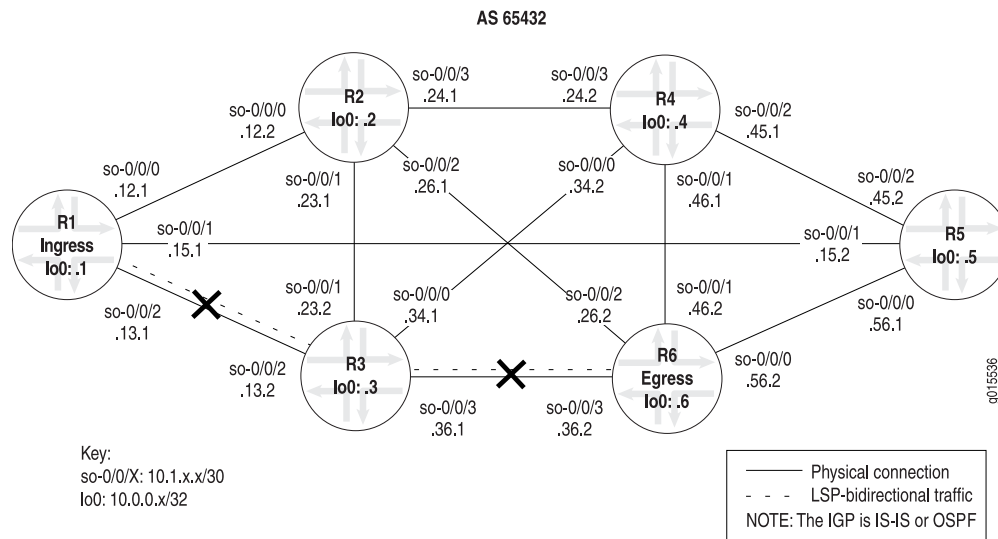 AS 65432
so-0/0/3
.24.1
so-0/0/3
.24.2
R2
lo0: .2
R4
lo0: .4
so-0/0/0
.12.2
so-0/0/2
.45.1
so-0/0/0
.12.1
so-0/0/1
.23.1
so-0/0/2
.26.1
so-0/0/0
.34.2
so-0/0/1
.46.1
so-0/0/2
.45.2
R1
Ingress
lo0: .1
so-0/0/1
.15.1
so-0/0/1
.15.2
R5
lo0: .5
so-0/0/2
.13.1
so-0/0/1
.23.2
so-0/0/0
.34.1
so-0/0/2
.26.2
so-0/0/1
.46.2
so-0/0/0
.56.1
so-0/0/2
.13.2
R3
lo0: .3
R6
Egress
lo0: .6
so-0/0/0
.56.2
so-0/0/3
.36.1
so-0/0/3
.36.2
g015536
Key:
so-0/0/X: 10.1.x.x/30
lo0: 10.0.0.x/32
Physical connection
LSP-bidirectional traffic
NOTE: The IGP is IS-IS or OSPF